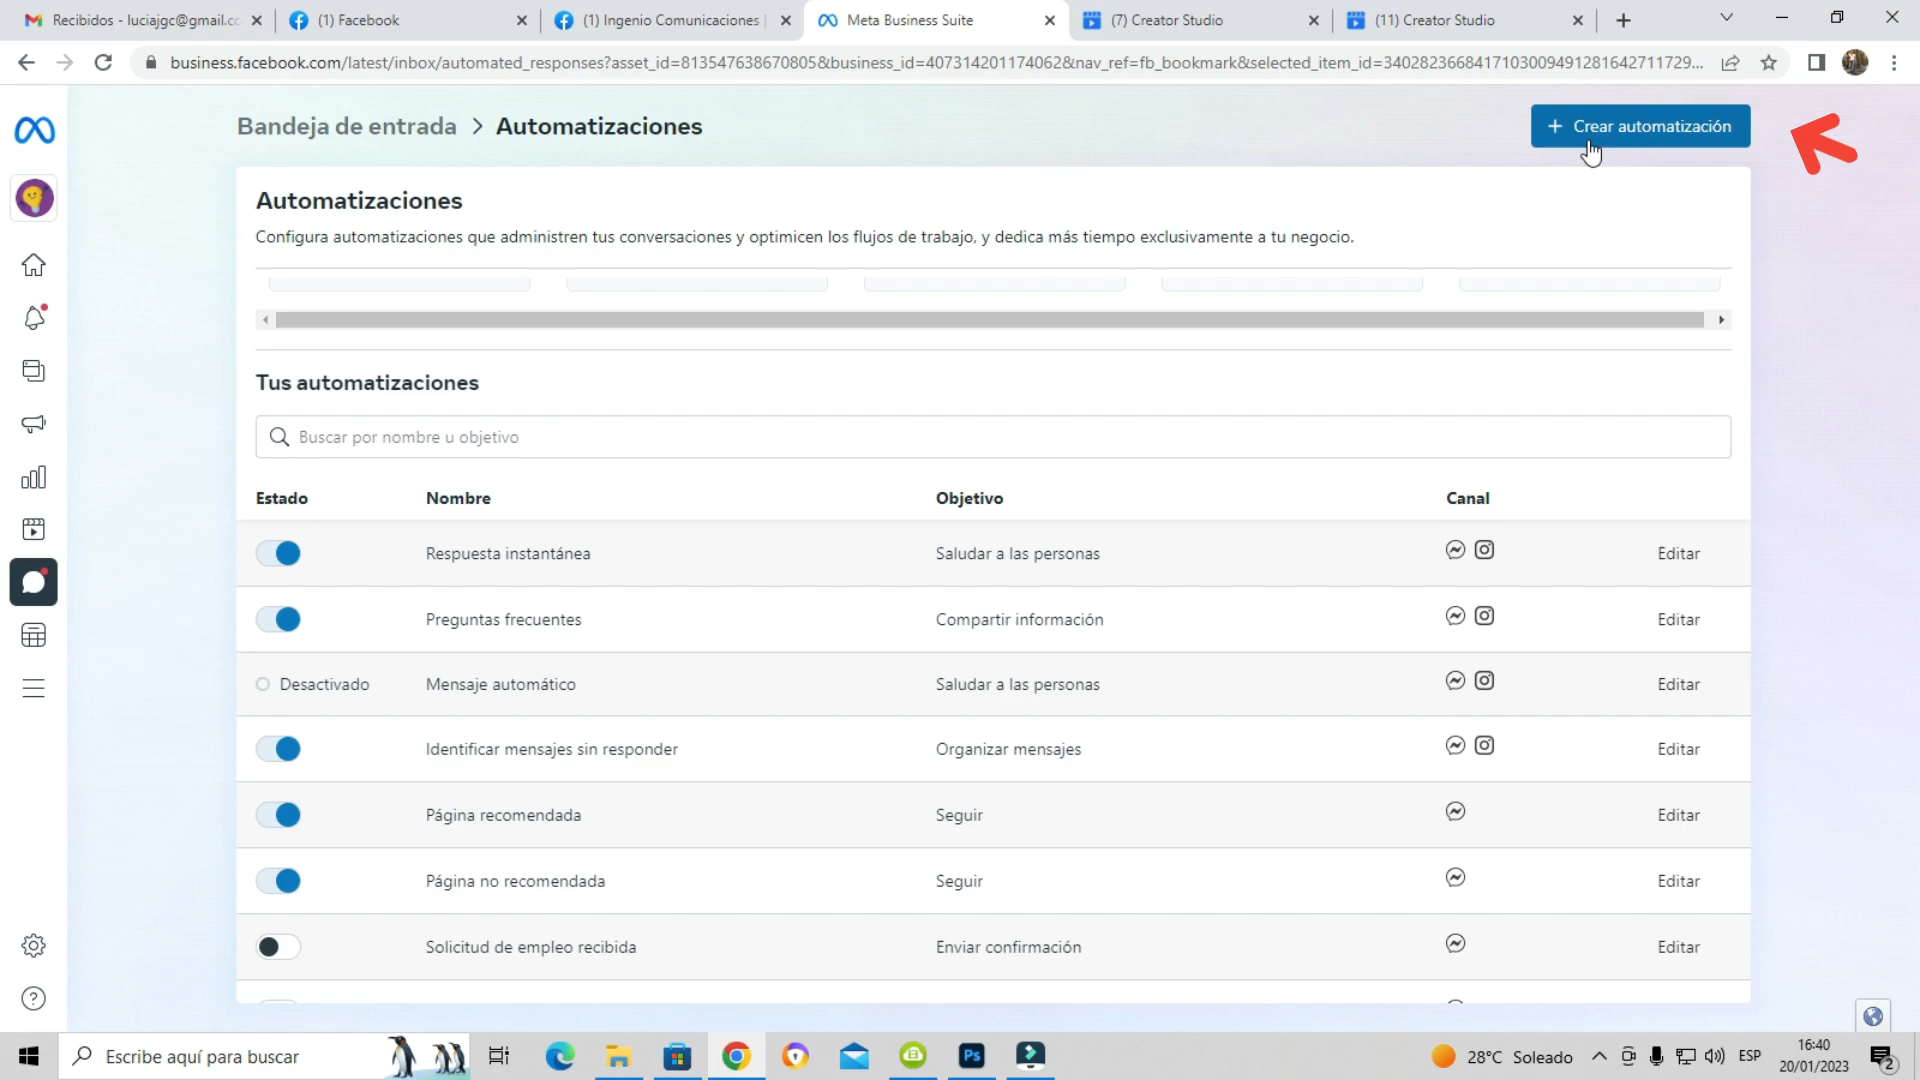 Recibidos - luciajgc@gmail.co
(1) Facebook
(1) Ingenio Comunicaciones |
Meta Business Suite
(7) Creator Studio
(11) Creator Studio
business.facebook.com/latest/inbox/automated_responses?asset_id=813547638670805&business_id=407314201174062&nav_ref=fb_bookmark&selected_item_id=3402823668417103009491281642711729...
Bandeja de entrada > Automatizaciones
+ Crear automatización
Automatizaciones
Configura automatizaciones que administren tus conversaciones y optimicen los flujos de trabajo, y dedica más tiempo exclusivamente a tu negocio.
Tus automatizaciones
Buscar por nombre u objetivo
Estado Nombre Objetivo Canal
Respuesta instantánea Saludar a las personas Editar
Preguntas frecuentes Compartir información Editar
Desactivado Mensaje automático Saludar a las personas Editar
Identificar mensajes sin responder Organizar mensajes Editar
Página recomendada Seguir Editar
Página no recomendada Seguir Editar
Solicitud de empleo recibida Enviar confirmación Editar
Escribe aquí para buscar
Ps
28°C Soleado
ESP
16:40
20/01/2023
2